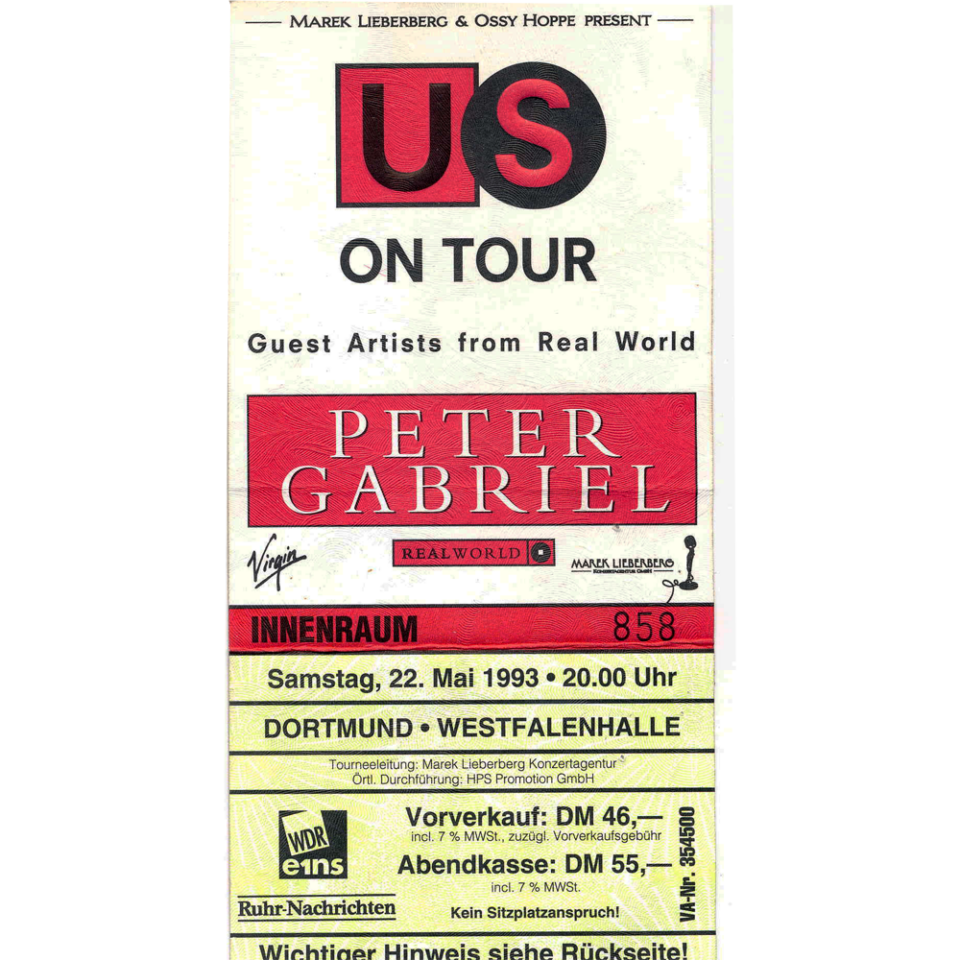 MAREK LIEBERBERG & OSSY HOPPE PRESENT
US
ON TOUR
Guest Artists from Real World
PETER
GABRIEL
Virgin
REALWORLD
MAREK LIEBERBERG
KONZERTAGENTUR GMBH
INNENRAUM 858
Samstag, 22. Mai 1993 • 20.00 Uhr
DORTMUND • WESTFALENHALLE
Tourneeleitung: Marek Lieberberg Konzertagentur
Örtl. Durchführung: HPS Promotion GmbH
WDR
eins
Ruhr-Nachrichten
Vorverkauf: DM 46,—
incl. 7 % MWSt., zuzügl. Vorverkaufsgebühr
Abendkasse: DM 55,—
incl. 7 % MWSt.
Kein Sitzplatzanspruch!
VA-Nr. 354500
Wichtiger Hinweis siehe Rückseite!